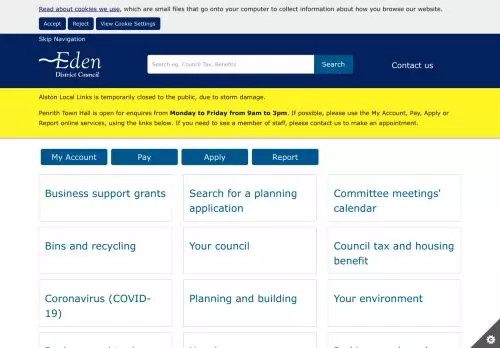 Read about cookies we use, which are small files that go onto your computer to collect information about how you browse our website.
Accept
Reject
View Cookie Settings
Skip Navigation
Eden
District Council
Search eg. Council Tax, Benefits!
Search
Contact us
Alston Local Links is temporarily closed to the public, due to storm damage.
Penrith Town Hall is open for enquires from Monday to Friday from 9am to 3pm. If possible, please use the My Account, Pay, Apply or
Report online services, using the links below. If you need to see a member of staff, please contact us to make an appointment.
My Account
Pay
Apply
Report
Business support grants
Search for a planning
application
Committee meetings'
calendar
Bins and recycling
Your council
Council tax and housing
benefit
Coronavirus (COVID-
19)
Planning and building
Your environment